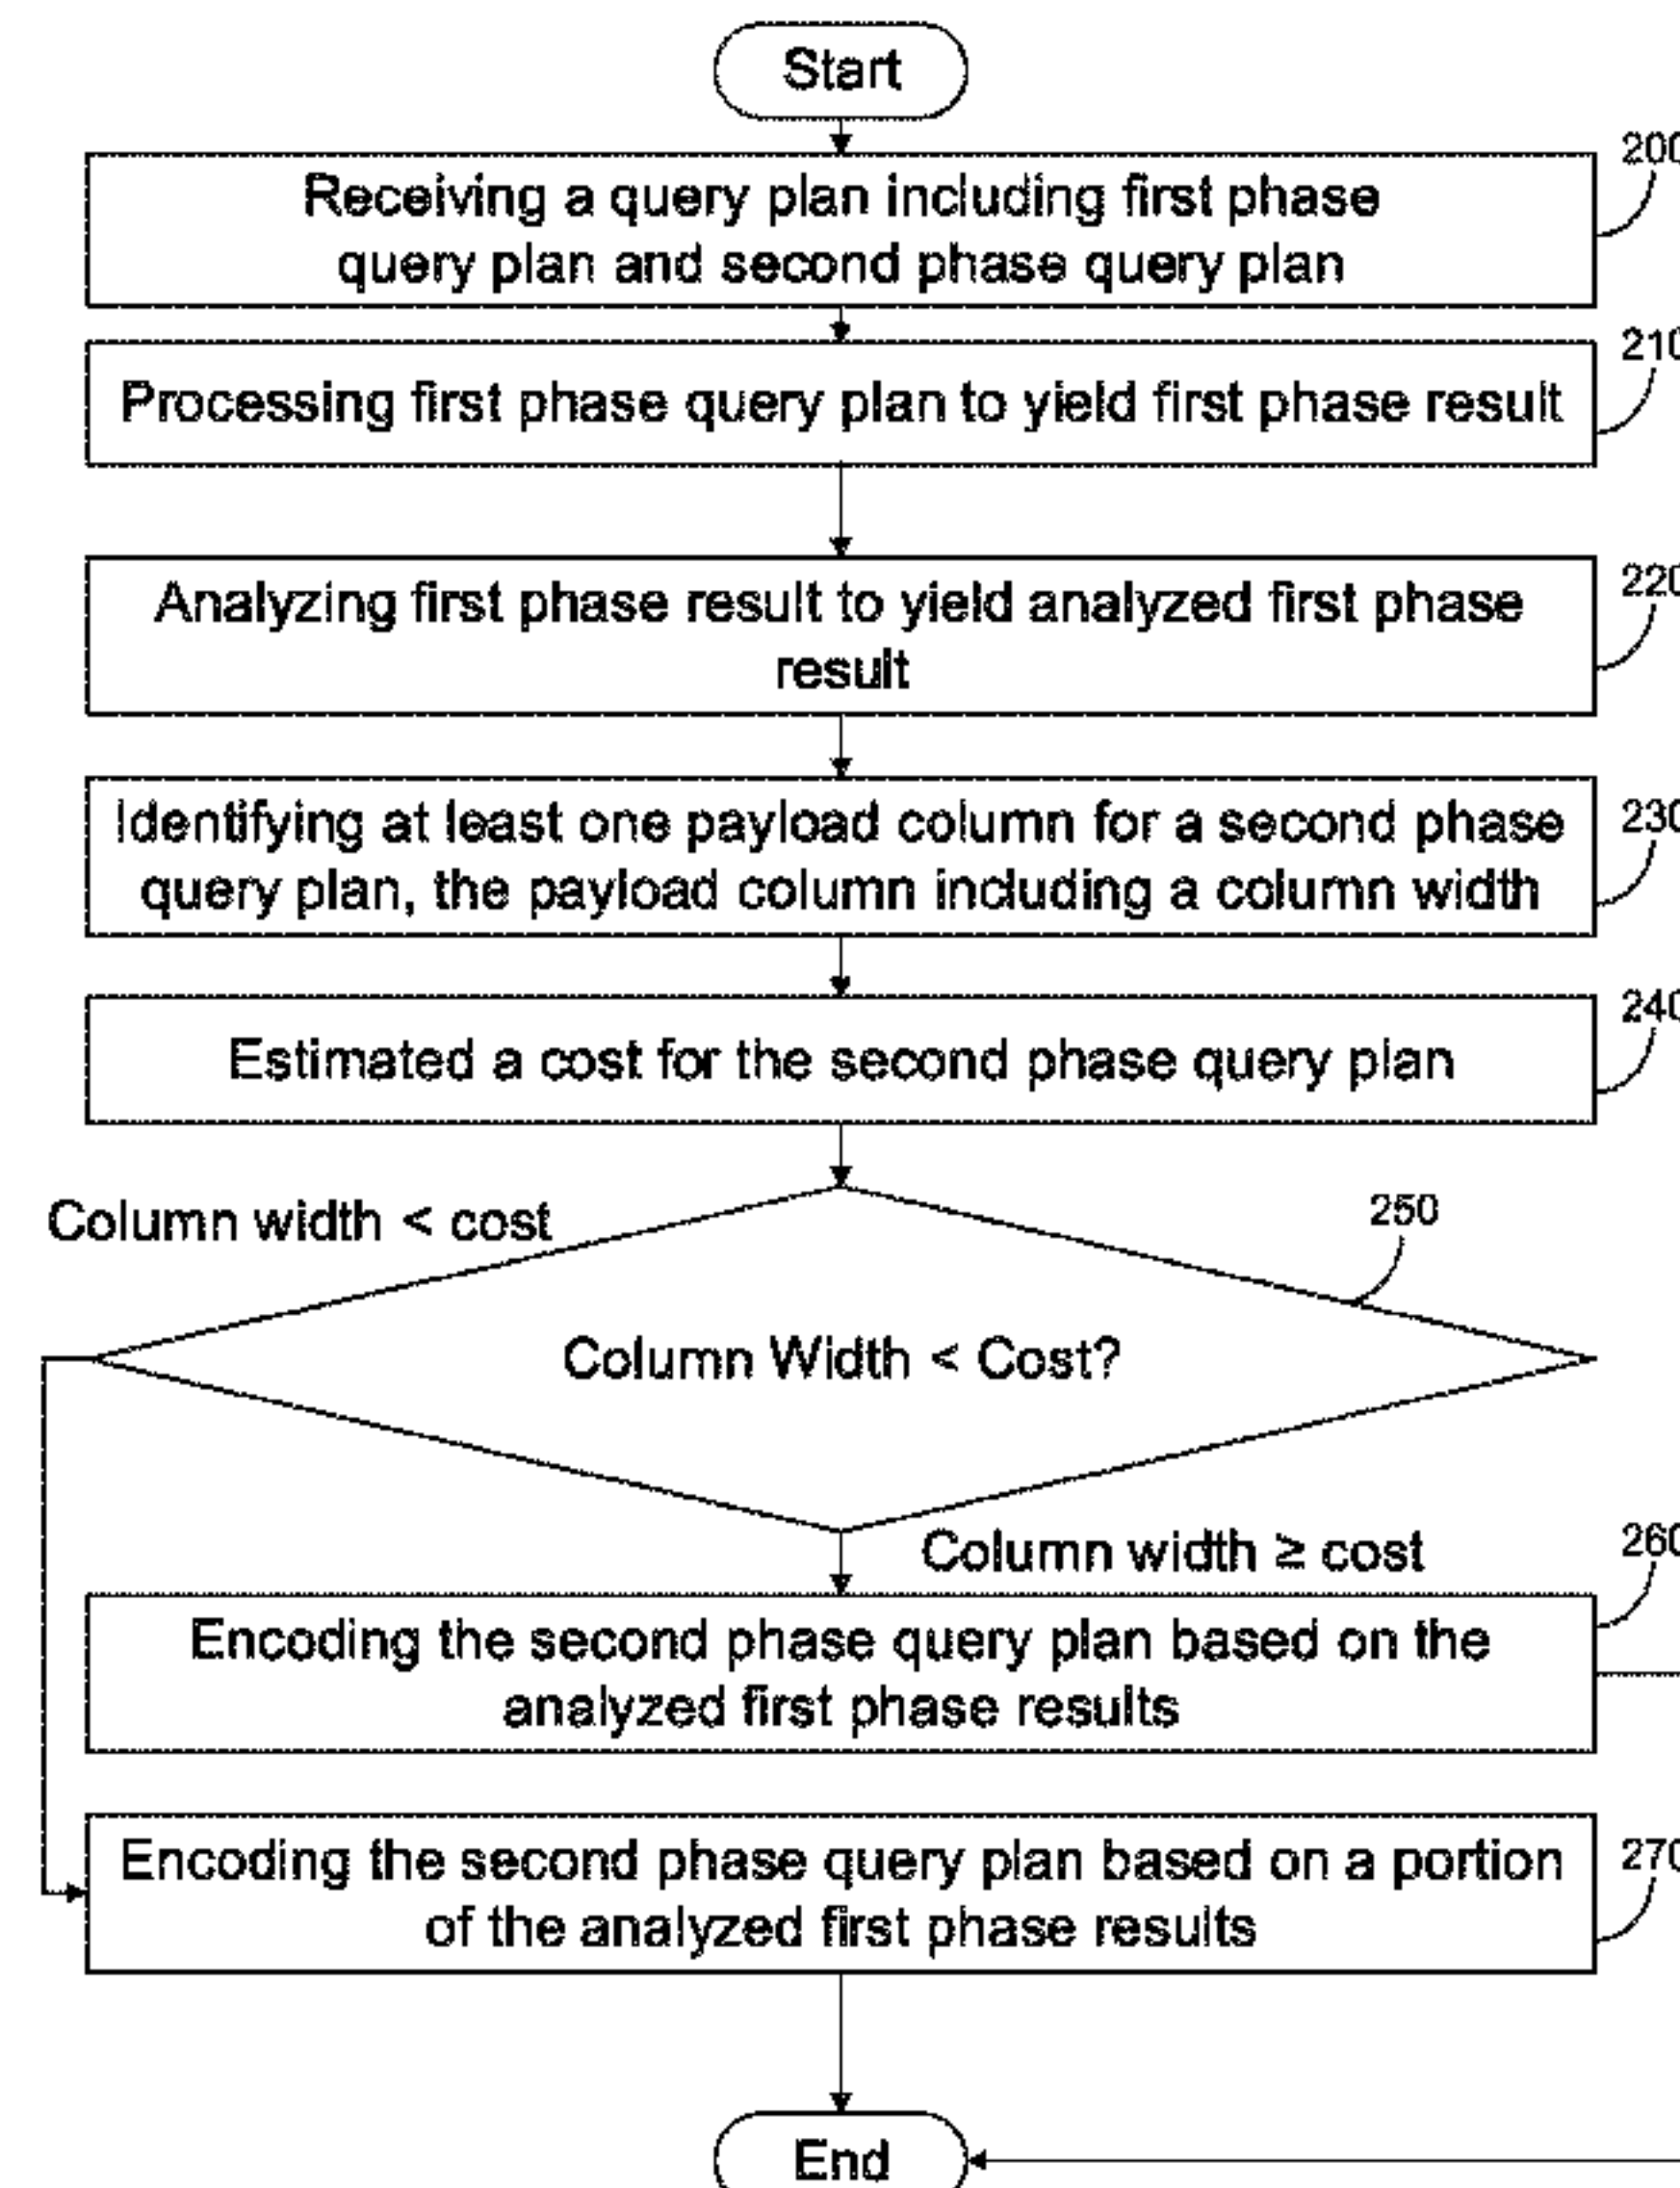 Start
200
Receiving a query plan including first phase
query plan and second phase query plan
210
Processing first phase query plan to yield first phase result
220
Analyzing first phase result to yield analyzed first phase
result
230
Identifying at least one payload column for a second phase
query plan, the payload column including a column width
240
Estimated a cost for the second phase query plan
Column width < cost
250
Column Width < Cost?
Column width ≥ cost
260
Encoding the second phase query plan based on the
analyzed first phase results
270
Encoding the second phase query plan based on a portion
of the analyzed first phase results
End